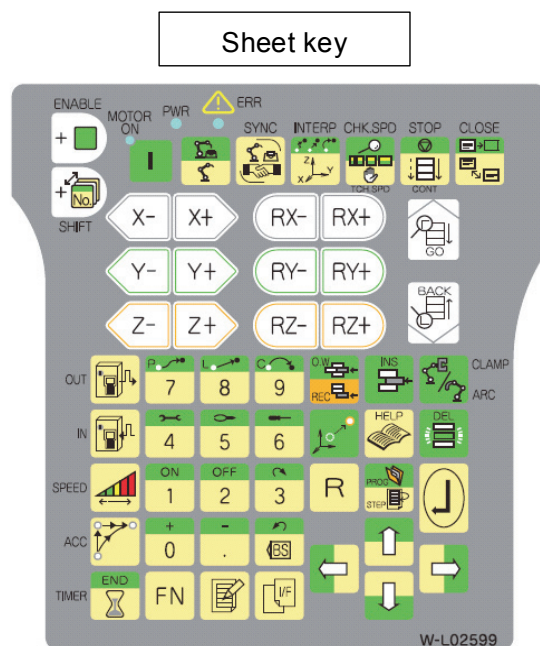 Sheet key
ENABLE
MOTOR ON
PWR
ERR
SYNC
INTERP
CHK.SPD
STOP
CLOSE
+
I
Z
X
Y
TCH.SPD
CONT
+ No.
SHIFT
X- X+ RX- RX+
GO
Y- Y+ RY- RY+
BACK
Z- Z+ RZ- RZ+
OUT
P
7
L
8
C
9
O.W
REC
INS
CLAMP
ARC
IN
4
5
6
HELP
DEL
SPEED
ON
1
OFF
2
3
R
PROG
STEP
ACC
+
0
-
.
BS
TIMER
END
FN
I/F
W-L02599